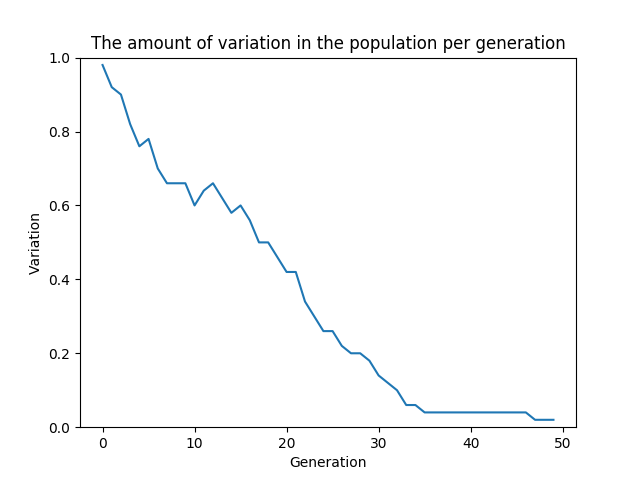 The amount of variation in the population per generation
1.0
0.8
0.6
0.4
0.2
0.0
Variation
0 10 20 30 40 50
Generation